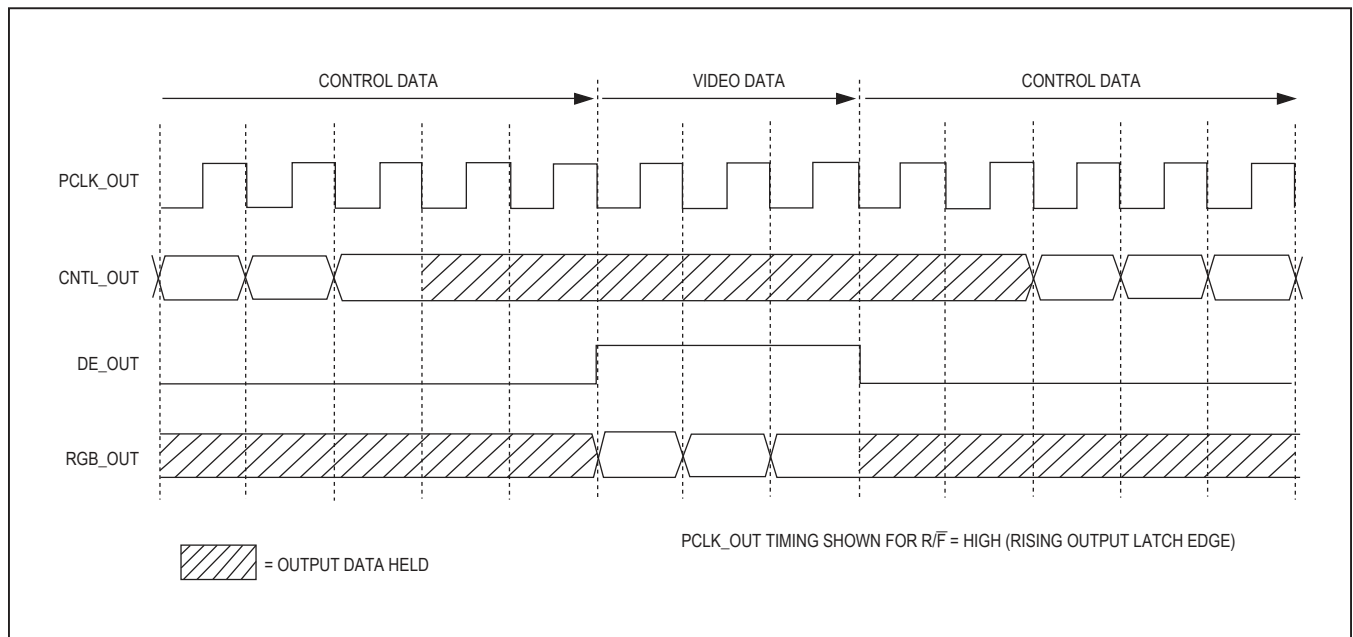 CONTROL DATA VIDEO DATA CONTROL DATA
PCLK_OUT
CNTL_OUT
DE_OUT
RGB_OUT
PCLK_OUT TIMING SHOWN FOR R/F̅ = HIGH (RISING OUTPUT LATCH EDGE)
= OUTPUT DATA HELD